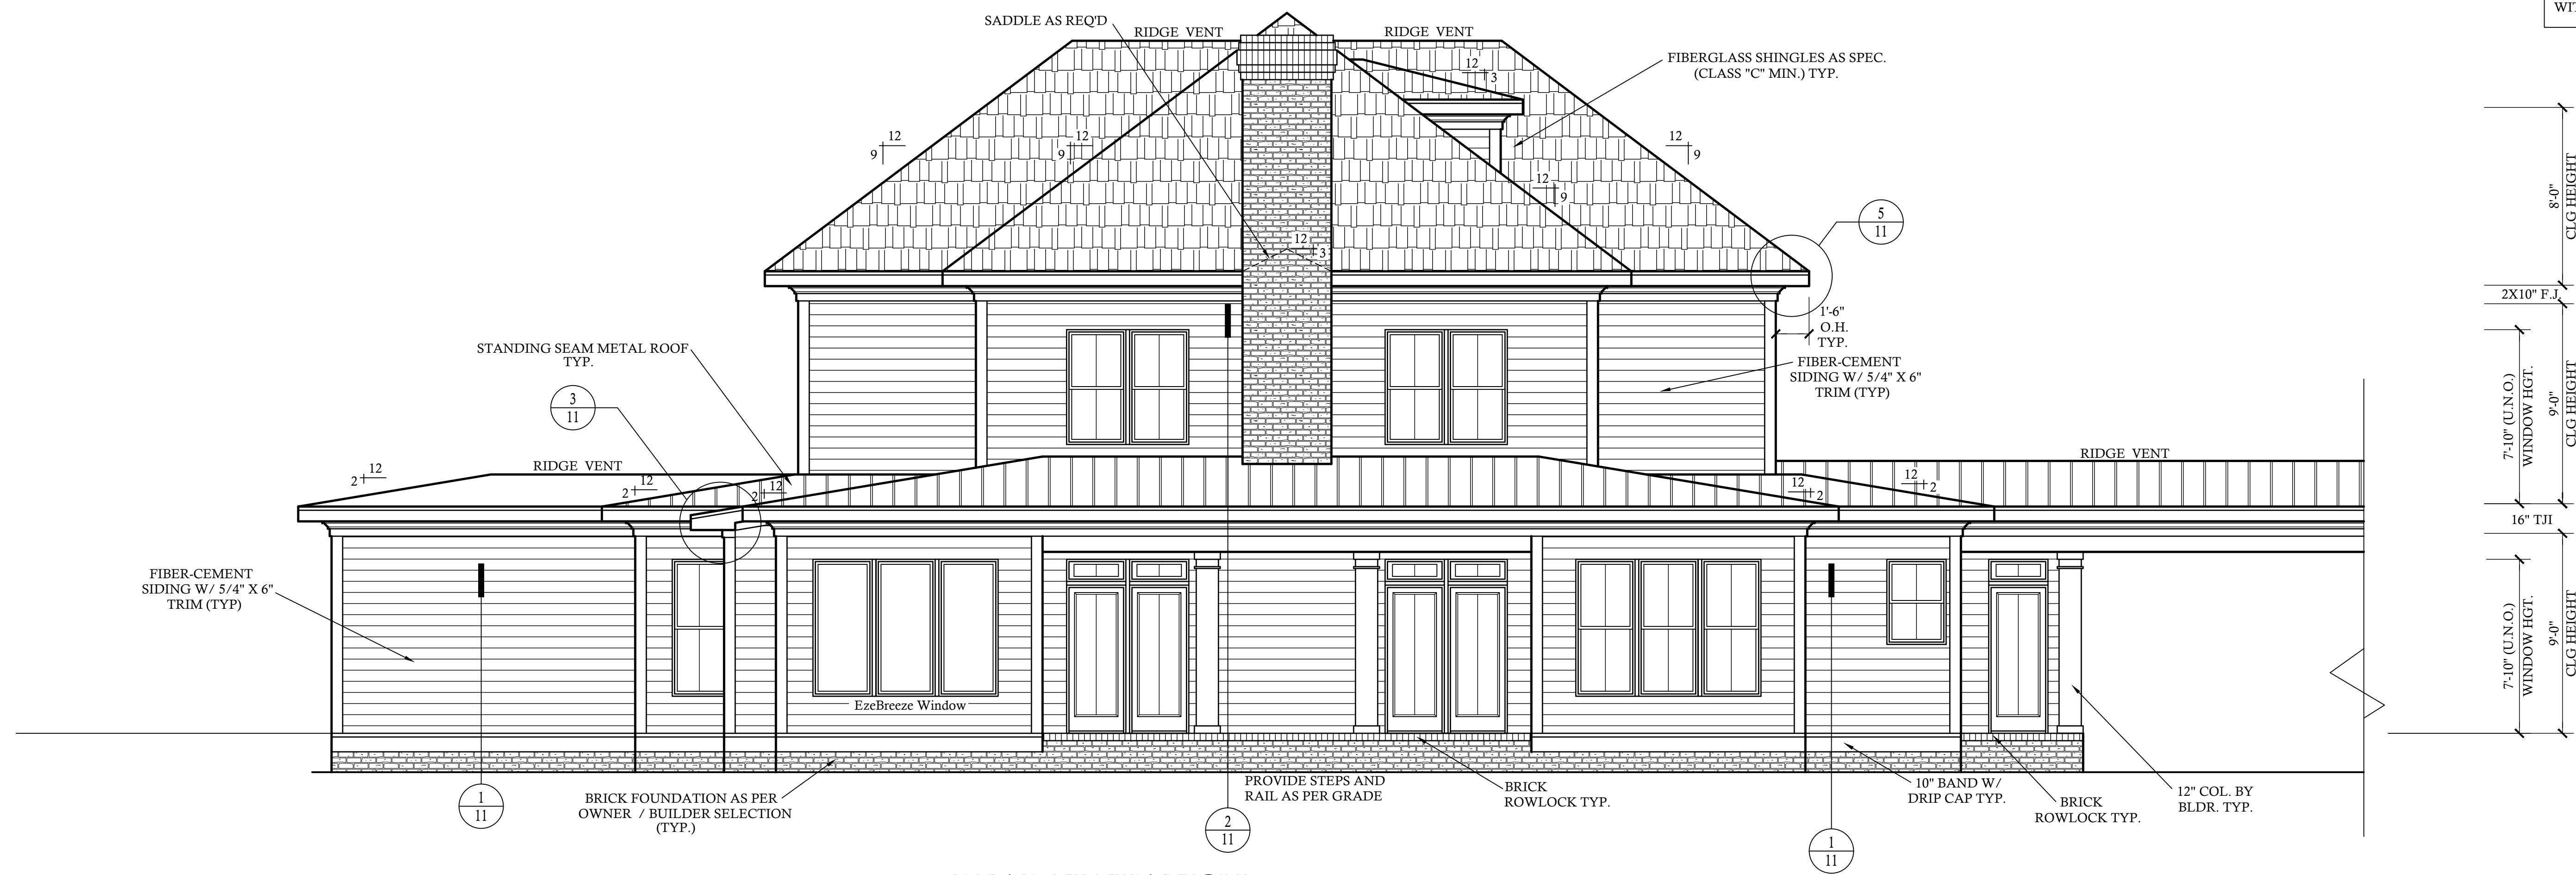 WIT
SADDLE AS REQ'D
RIDGE VENT
RIDGE VENT
FIBERGLASS SHINGLES AS SPEC.
(CLASS "C" MIN.) TYP.
12
3
12
9
12
9
12
9
12
9
12
3
5
11
8'-0"
CLG HEIGHT
2X10" F.J.
1'-6"
O.H.
TYP.
STANDING SEAM METAL ROOF
TYP.
FIBER-CEMENT
SIDING W/ 5/4" X 6"
TRIM (TYP)
3
11
7'-10" (U.N.O.)
WINDOW HGT.
9'-0"
CLG HEIGHT
RIDGE VENT
RIDGE VENT
12
2
12
2
12
2
12
2
12
2
16" TJI
FIBER-CEMENT
SIDING W/ 5/4" X 6"
TRIM (TYP)
7'-10" (U.N.O.)
WINDOW HGT.
9'-0"
CLG HEIGHT
EzeBreeze Window
1
11
BRICK FOUNDATION AS PER
OWNER / BUILDER SELECTION
(TYP.)
PROVIDE STEPS AND
RAIL AS PER GRADE
2
11
BRICK
ROWLOCK TYP.
10" BAND W/
DRIP CAP TYP.
1
11
BRICK
ROWLOCK TYP.
12" COL. BY
BLDR. TYP.